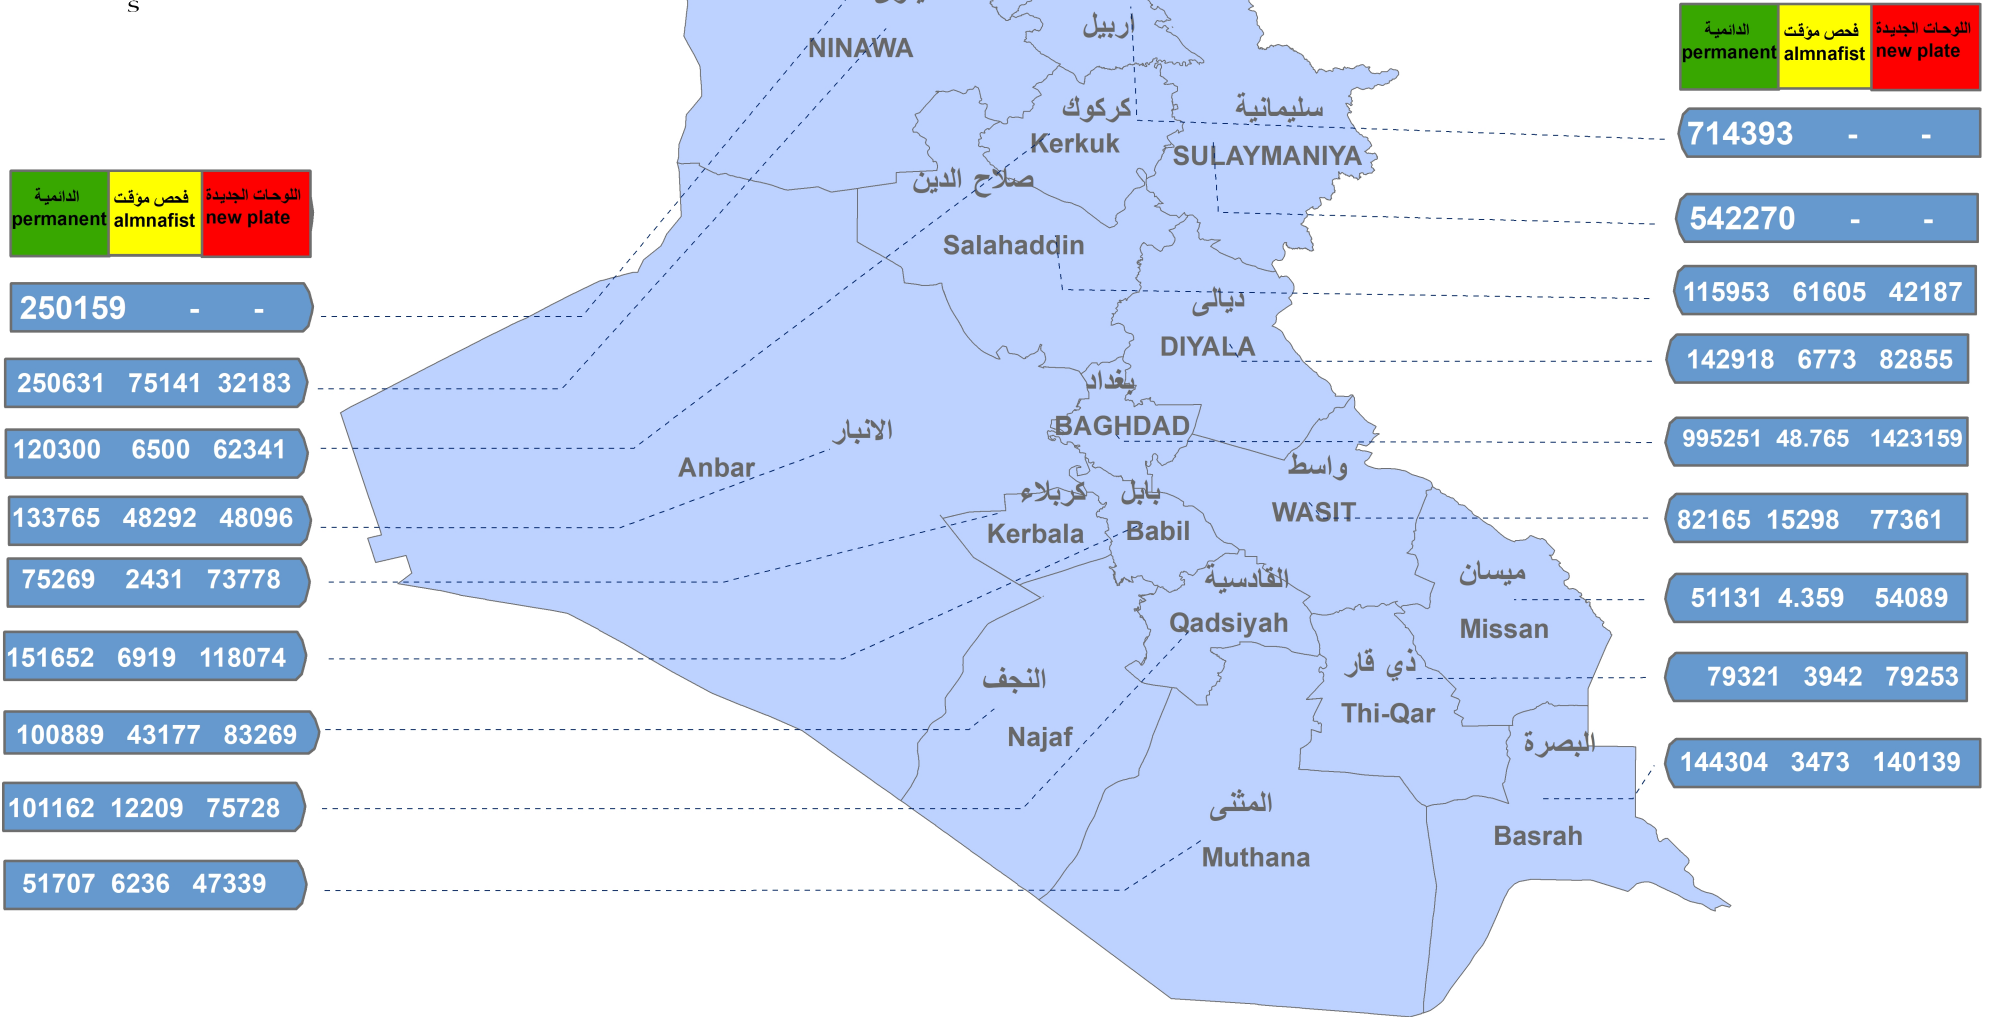 s
NINAWA
اربيل
كركوك
Kerkuk
سليمانية
SULAYMANIYA
صلاح الدين
Salahaddin
ديالى
DIYALA
بغداد
BAGHDAD
الانبار
Anbar
كربلاء
Kerbala
بابل
Babil
واسط
WASIT
القادسية
Qadsiyah
ميسان
Missan
النجف
Najaf
ذي قار
Thi-Qar
البصرة
Basrah
المثنى
Muthana
الدائمية فحص مؤقت اللوحات الجديدة
permanent almnafist new plate
250159 - -
250631 75141 32183
120300 6500 62341
133765 48292 48096
75269 2431 73778
151652 6919 118074
100889 43177 83269
101162 12209 75728
51707 6236 47339
الدائمية فحص مؤقت اللوحات الجديدة
permanent almnafist new plate
714393 - -
542270 - -
115953 61605 42187
142918 6773 82855
995251 48.765 1423159
82165 15298 77361
51131 4.359 54089
79321 3942 79253
144304 3473 140139